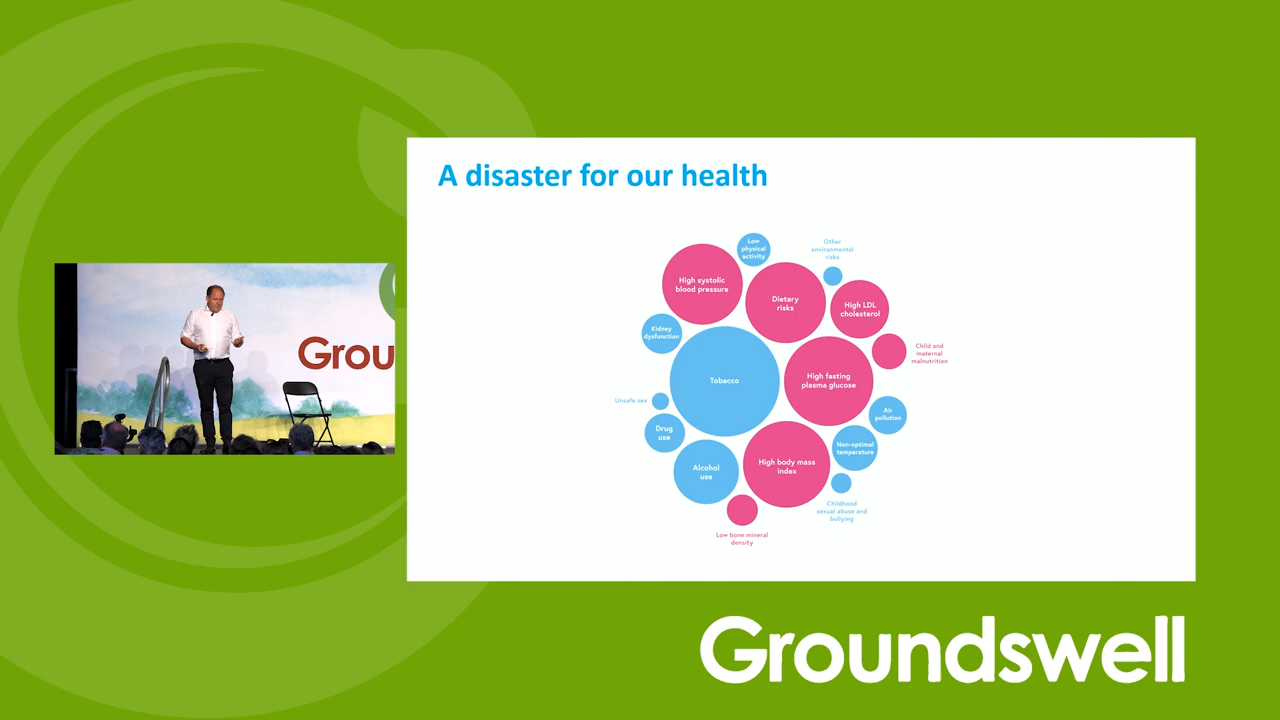 A disaster for our health
Low
physical
activity
Other
environmental
risks
High systolic
blood pressure
Dietary
risks
High LDL
cholesterol
Kidney
dysfunction
Child and
maternal
malnutrition
Tobacco
High fasting
plasma glucose
Unsafe sex
Air
pollution
Drug
use
Non-optimal
temperature
Alcohol
use
High body mass
index
Childhood
sexual abuse and
bullying
Low bone mineral
density
Grou
Groundswell